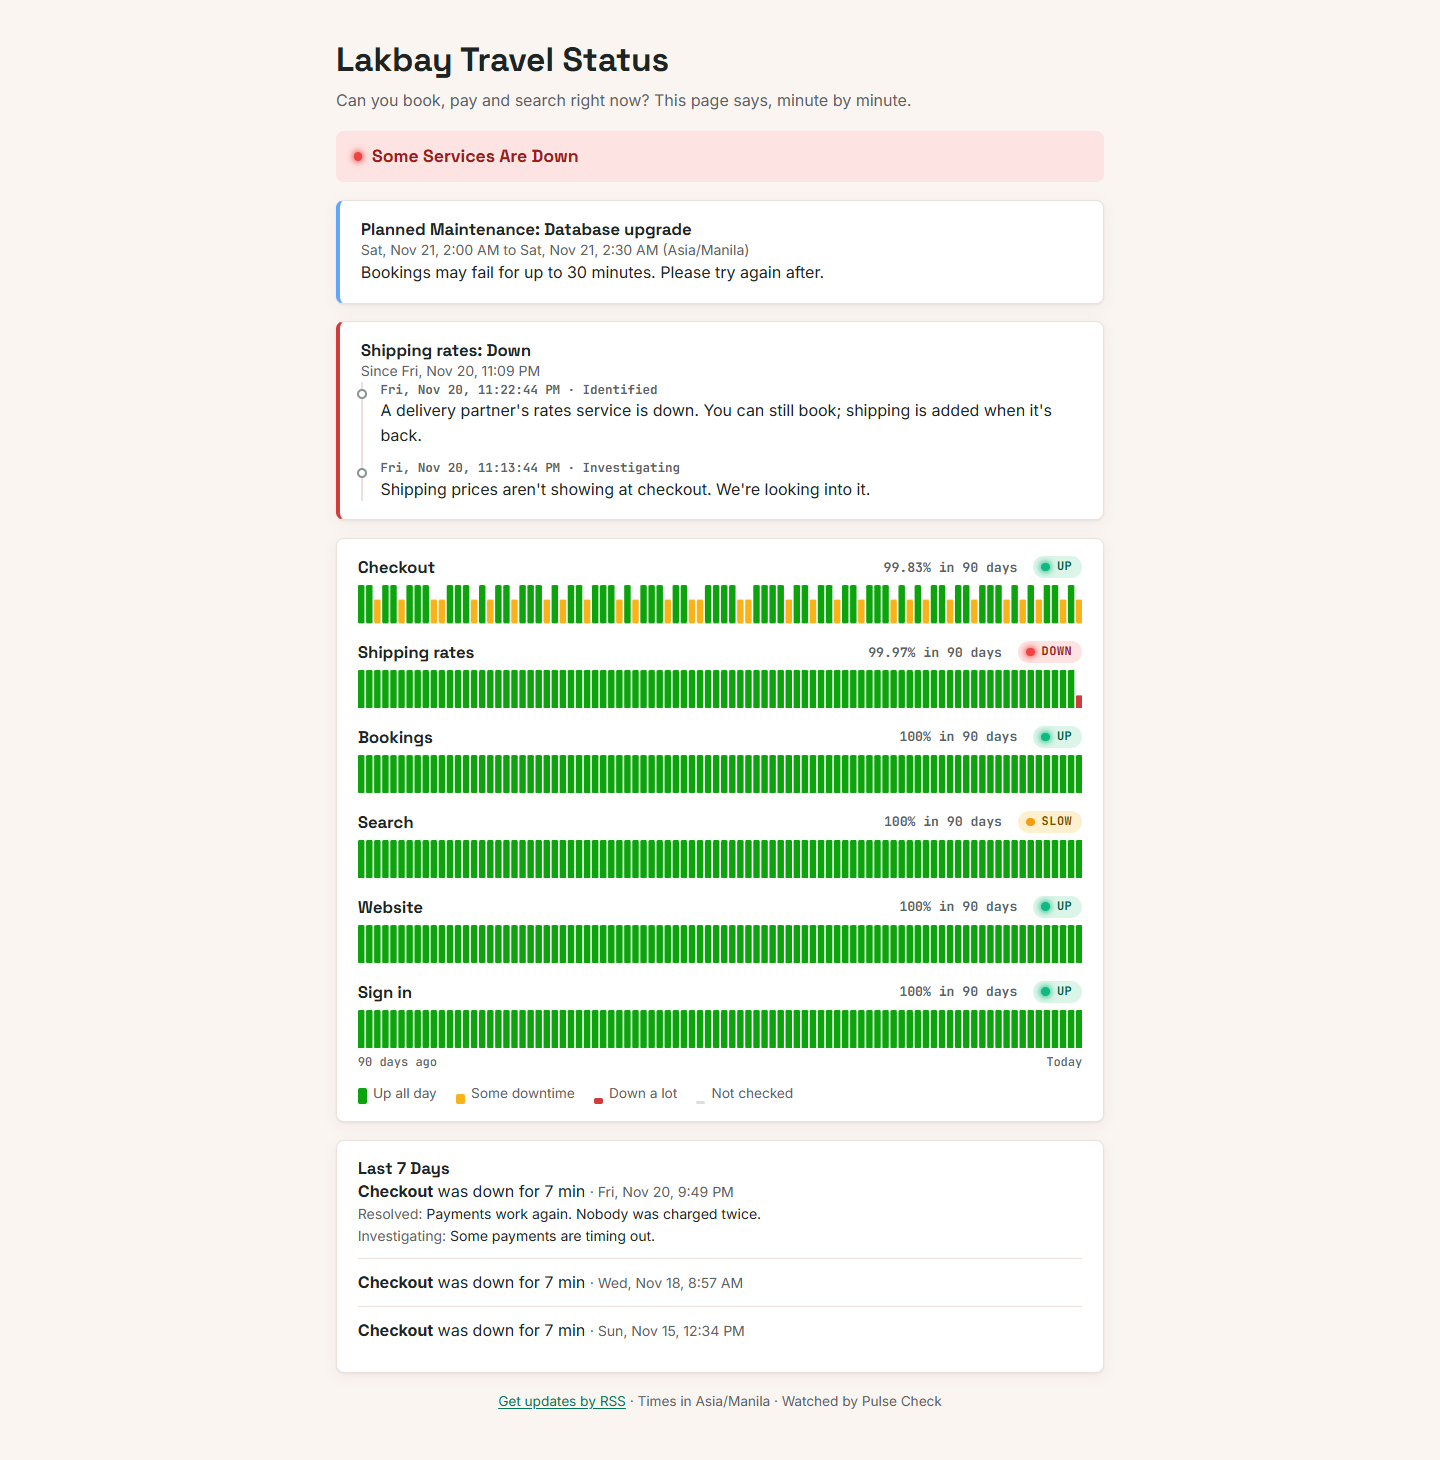 Lakbay Travel Status
Can you book, pay and search right now? This page says, minute by minute.
Some Services Are Down
Planned Maintenance: Database upgrade
Sat, Nov 21, 2:00 AM to Sat, Nov 21, 2:30 AM (Asia/Manila)
Bookings may fail for up to 30 minutes. Please try again after.
Shipping rates: Down
Since Fri, Nov 20, 11:09 PM
Fri, Nov 20, 11:22:44 PM · Identified
A delivery partner's rates service is down. You can still book; shipping is added when it's
back.
Fri, Nov 20, 11:13:44 PM · Investigating
Shipping prices aren't showing at checkout. We're looking into it.
Checkout 99.83% in 90 days UP
Shipping rates 99.97% in 90 days DOWN
Bookings 100% in 90 days UP
Search 100% in 90 days SLOW
Website 100% in 90 days UP
Sign in 100% in 90 days UP
90 days ago Today
Up all day Some downtime Down a lot Not checked
Last 7 Days
Checkout was down for 7 min · Fri, Nov 20, 9:49 PM
Resolved: Payments work again. Nobody was charged twice.
Investigating: Some payments are timing out.
Checkout was down for 7 min · Wed, Nov 18, 8:57 AM
Checkout was down for 7 min · Sun, Nov 15, 12:34 PM
Get updates by RSS · Times in Asia/Manila · Watched by Pulse Check